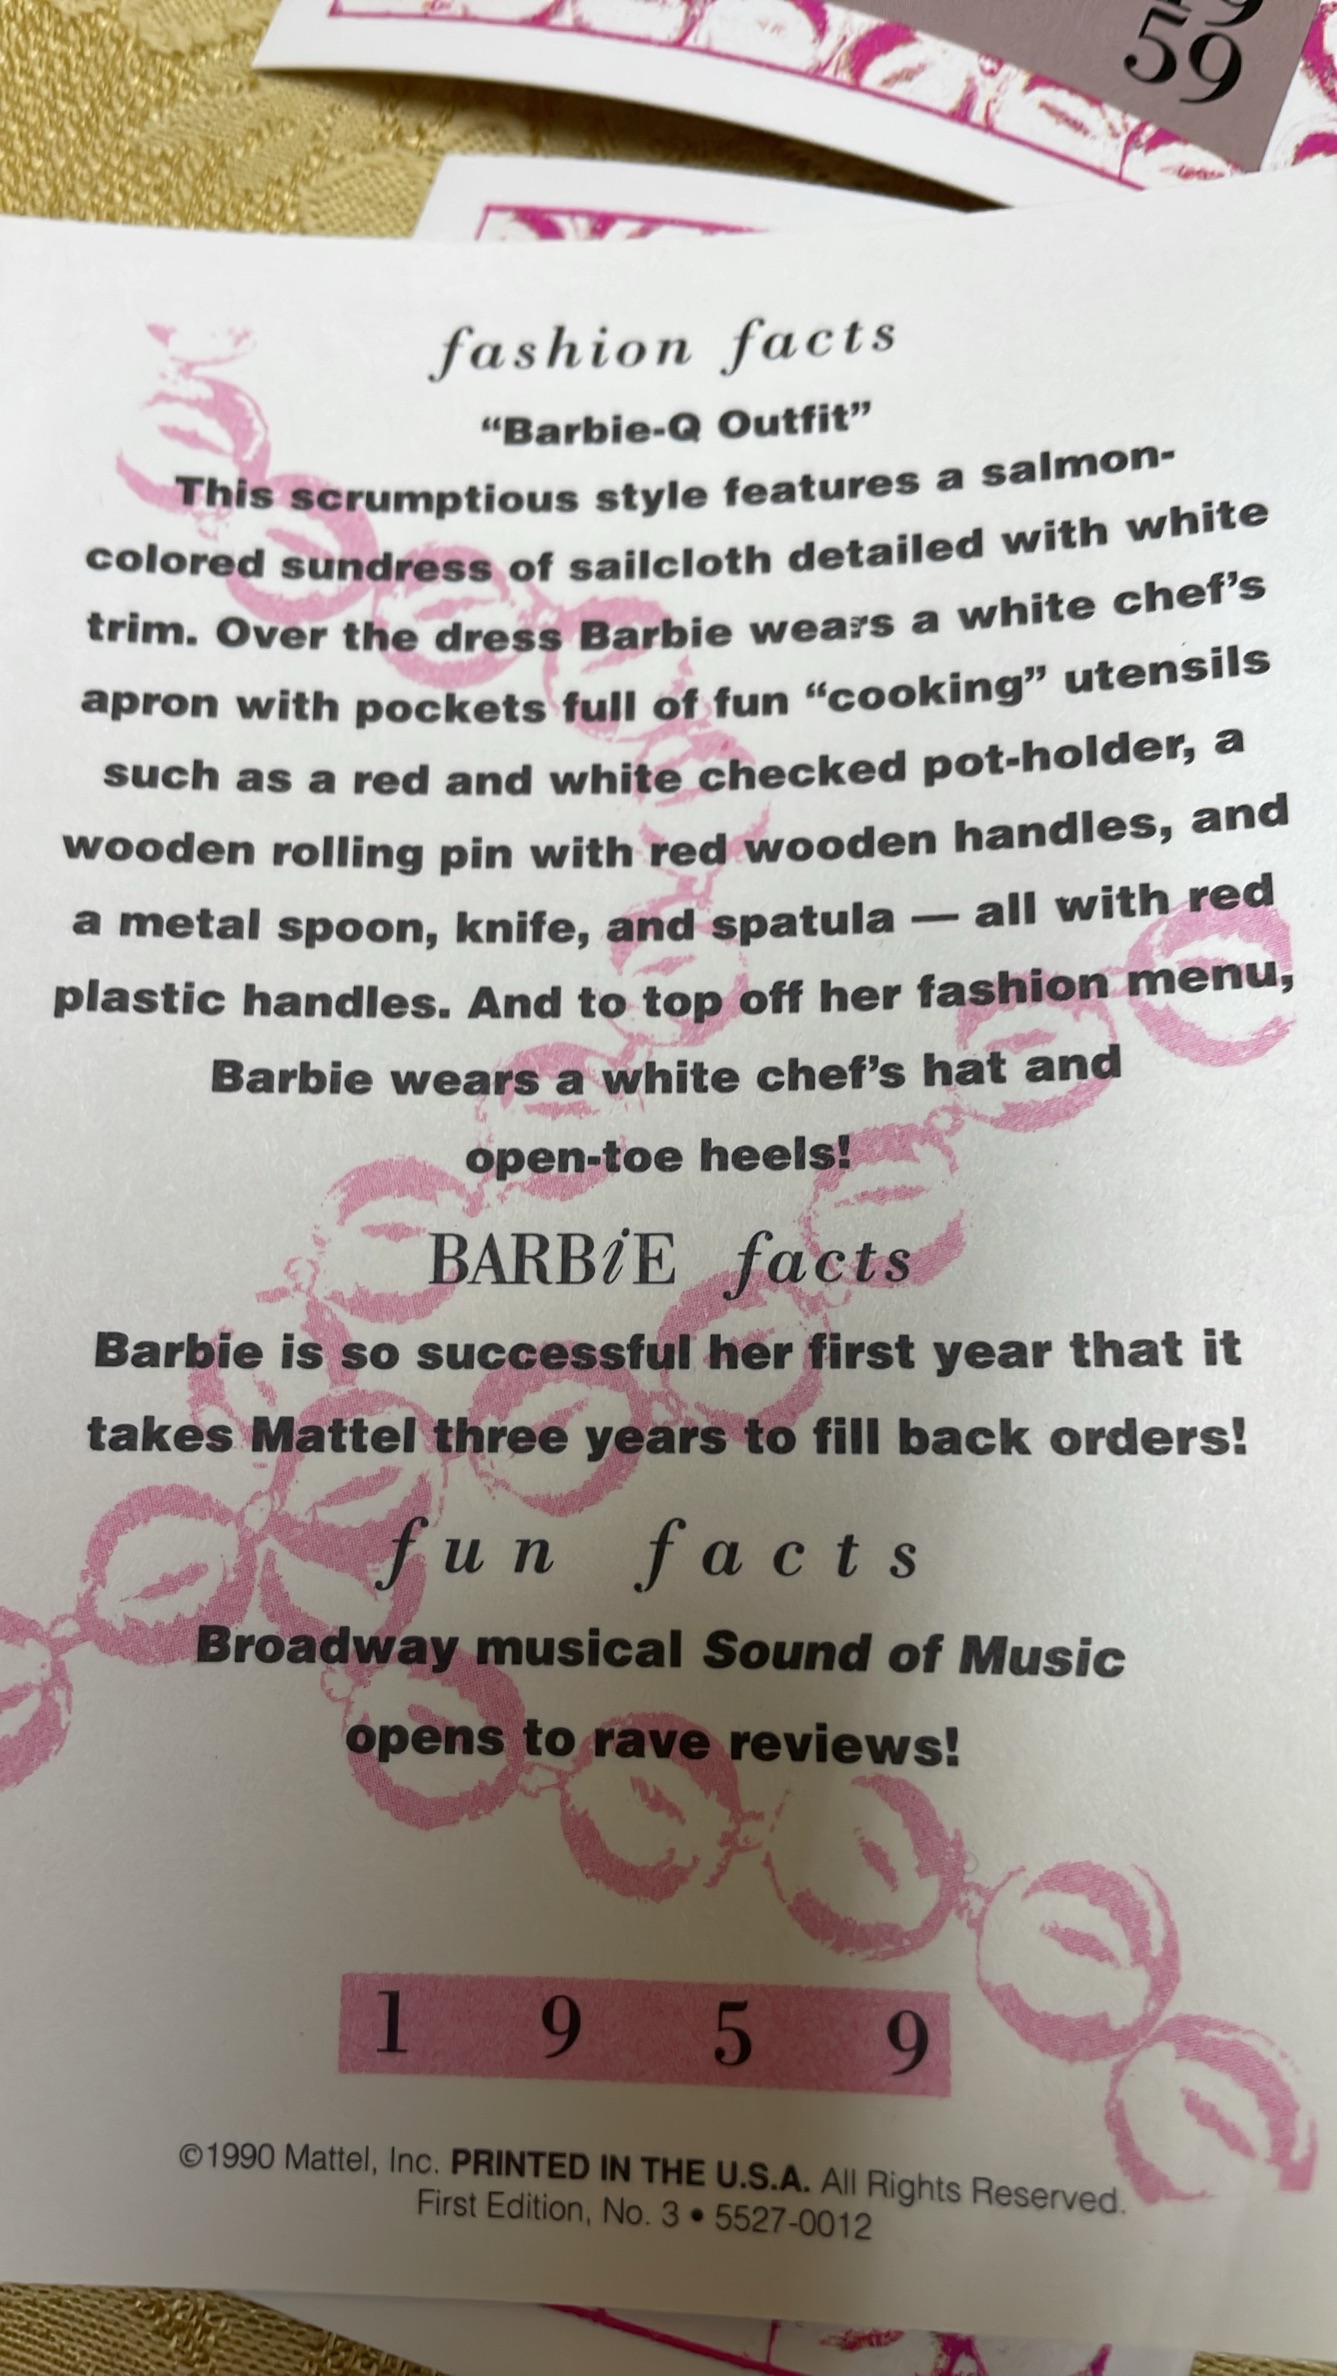 59
fashion facts
“Barbie-Q Outfit”
This scrumptious style features a salmon-
colored sundress of sailcloth detailed with white
trim. Over the dress Barbie wears a white chef’s
apron with pockets full of fun “cooking” utensils
such as a red and white checked pot-holder, a
wooden rolling pin with red wooden handles, and
a metal spoon, knife, and spatula — all with red
plastic handles. And to top off her fashion menu,
Barbie wears a white chef’s hat and
open-toe heels!
BARBiE facts
Barbie is so successful her first year that it
takes Mattel three years to fill back orders!
fun facts
Broadway musical Sound of Music
opens to rave reviews!
1 9 5 9
©1990 Mattel, Inc. PRINTED IN THE U.S.A. All Rights Reserved.
First Edition, No. 3 • 5527-0012